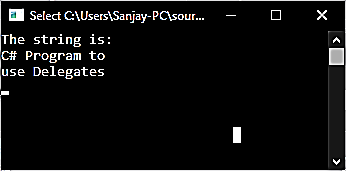 Select C:\Users\Sanjay-PC\sour...
The string is:
C# Program to
use Delegates